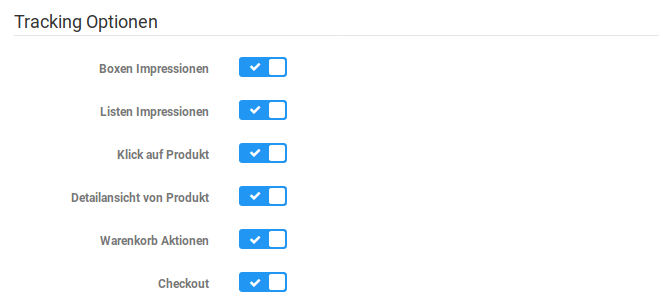 Tracking Optionen
Boxen Impressionen
Listen Impressionen
Klick auf Produkt
Detailansicht von Produkt
Warenkorb Aktionen
Checkout